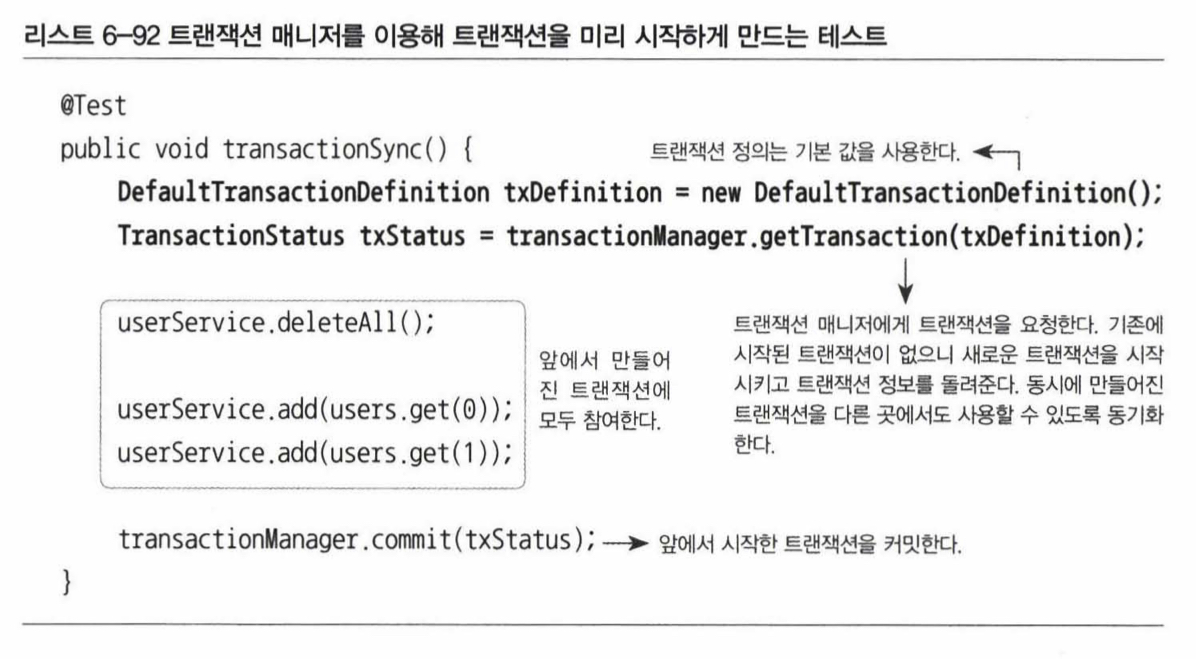 리스트 6-92 트랜잭션 매니저를 이용해 트랜잭션을 미리 시작하게 만드는 테스트
@Test
public void transactionSync() {
트랜잭션 정의는 기본 값을 사용한다.
DefaultTransactionDefinition txDefinition = new DefaultTransactionDefinition();
TransactionStatus txStatus = transactionManager.getTransaction(txDefinition);
userService.deleteAll();
userService.add(users.get(0));
userService.add(users.get(1));
앞에서 만들어
진 트랜잭션에
모두 참여한다.
트랜잭션 매니저에게 트랜잭션을 요청한다. 기존에
시작된 트랜잭션이 없으니 새로운 트랜잭션을 시작
시키고 트랜잭션 정보를 돌려준다. 동시에 만들어진
트랜잭션을 다른 곳에서도 사용할 수 있도록 동기화
한다.
transactionManager.commit(txStatus);
앞에서 시작한 트랜잭션을 커밋한다.
}